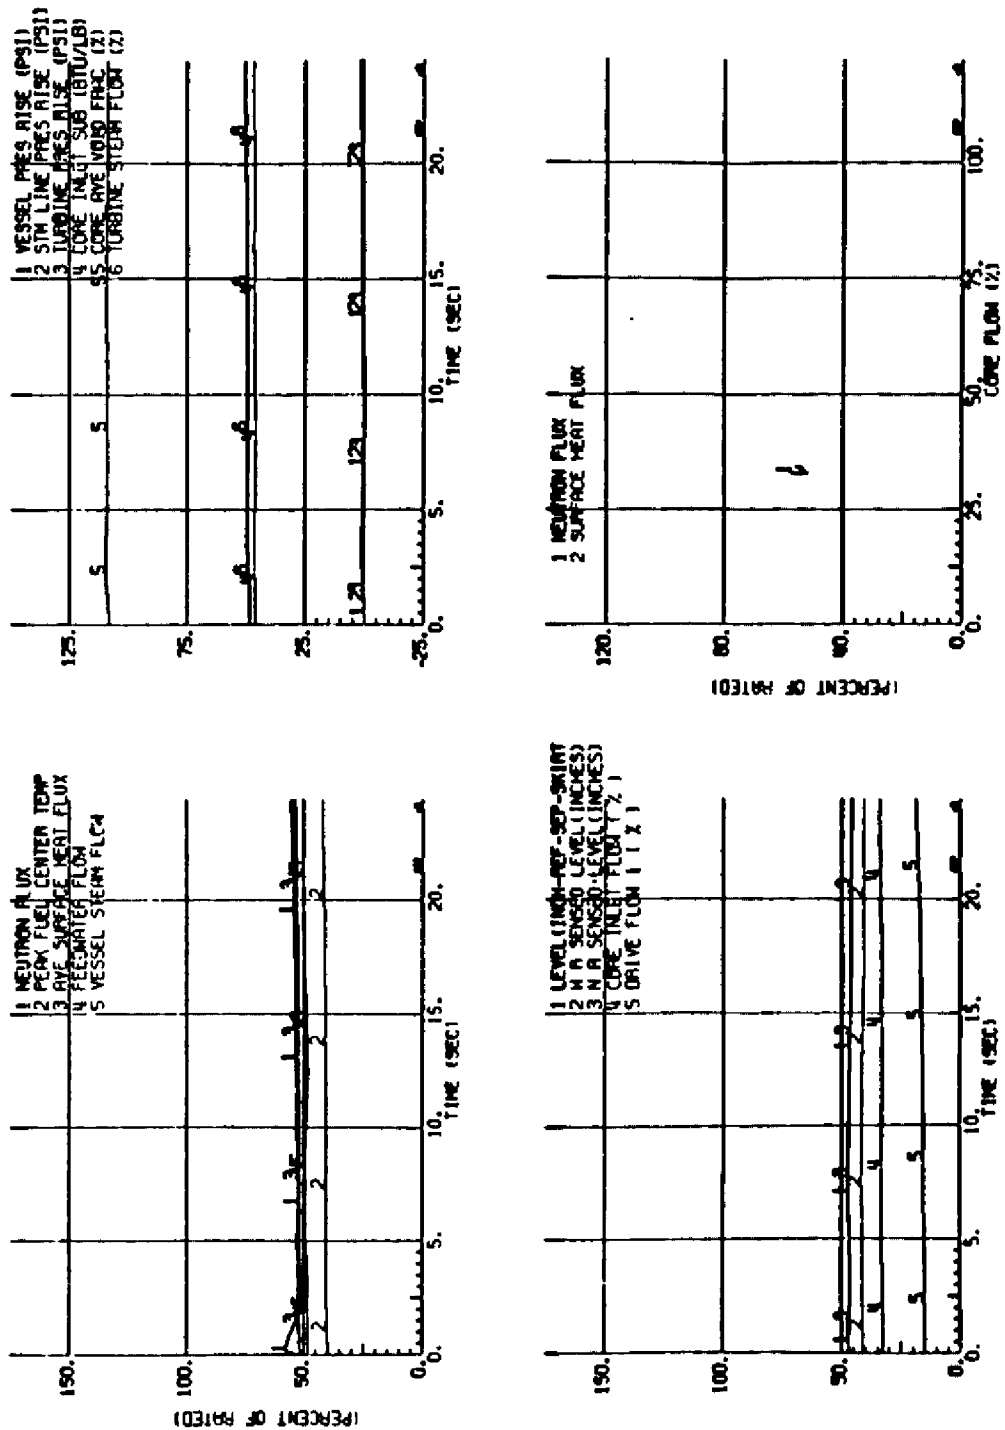 1 VESSEL PRES RISE (PSI)
2 STM LINE PRES RISE (PSI)
3 TURBINE PRES RISE (PSI)
4 CORE INLET SUB (BTU/LB)
5 CORE AVE VOID FRAC (%)
6 TURBINE STEAM FLOW (%)
125.
75.
25.
-25.
0.
5.
10.
15.
20.
TIME (SEC)
1 NEUTRON FLUX
2 SURFACE HEAT FLUX
120.
80.
40.
0.
0.
25.
50.
75.
100.
CORE FLOW (%)
(PERCENT OF RATED)
1 NEUTRON FLUX
2 PEAK FUEL CENTER TEMP
3 AVE SURFACE HEAT FLUX
4 FEEDWATER FLOW
5 VESSEL STEAM FLOW
150.
100.
50.
0.
0.
5.
10.
15.
20.
TIME (SEC)
(PERCENT OF RATED)
1 LEVEL(INCH-REF-SEP-SKIRT
2 W R SENSED LEVEL(INCHES)
3 N R SENSED LEVEL(INCHES)
4 CORE INLET FLOW ( % )
5 DRIVE FLOW 1 ( % )
150.
100.
50.
0.
0.
5.
10.
15.
20.
TIME (SEC)